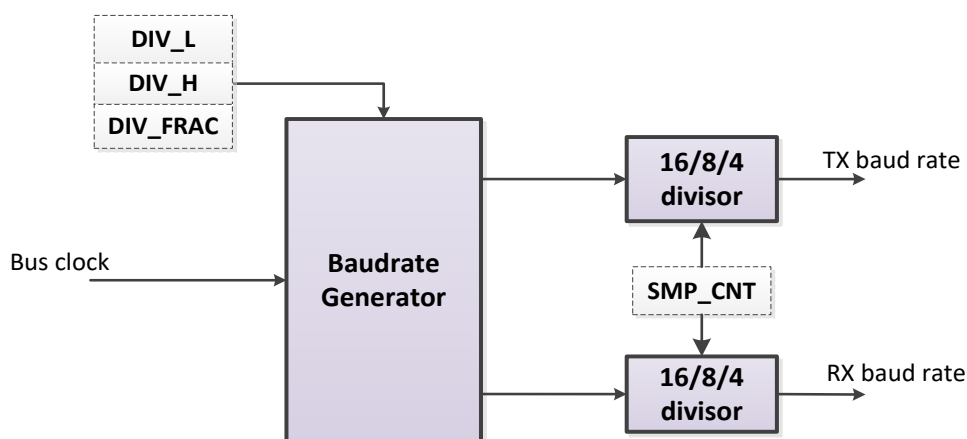 DIV_L
DIV_H
DIV_FRAC
Bus clock
Baudrate
Generator
16/8/4
divisor
TX baud rate
SMP_CNT
16/8/4
divisor
RX baud rate